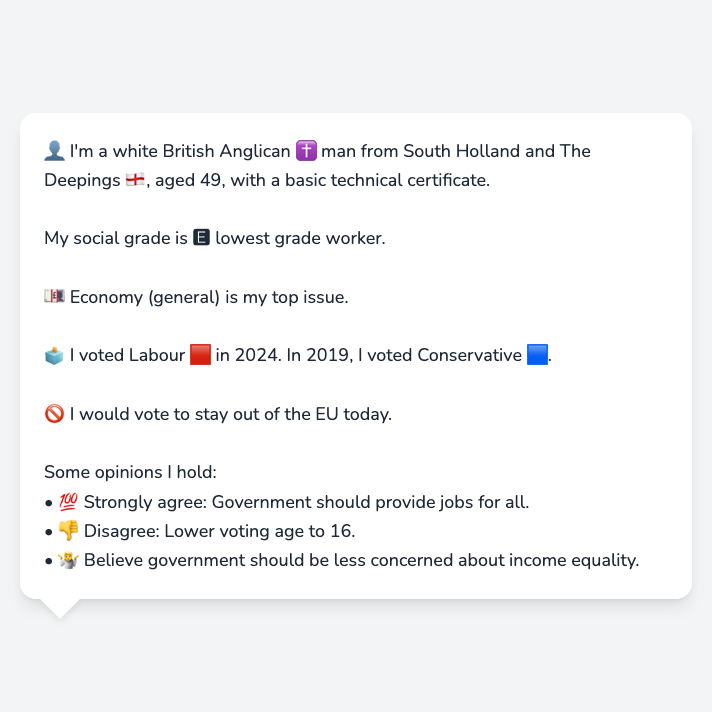 👤 I'm a white British Anglican ✝️ man from South Holland and The
Deepings 🏴󠁧󠁢󠁥󠁮󠁧󠁿, aged 49, with a basic technical certificate.
My social grade is 🅴 lowest grade worker.
💷 Economy (general) is my top issue.
🗳️ I voted Labour 🟥 in 2024. In 2019, I voted Conservative 🟦.
🚫 I would vote to stay out of the EU today.
Some opinions I hold:
• 💯 Strongly agree: Government should provide jobs for all.
• 👎 Disagree: Lower voting age to 16.
• 🤷 Believe government should be less concerned about income equality.